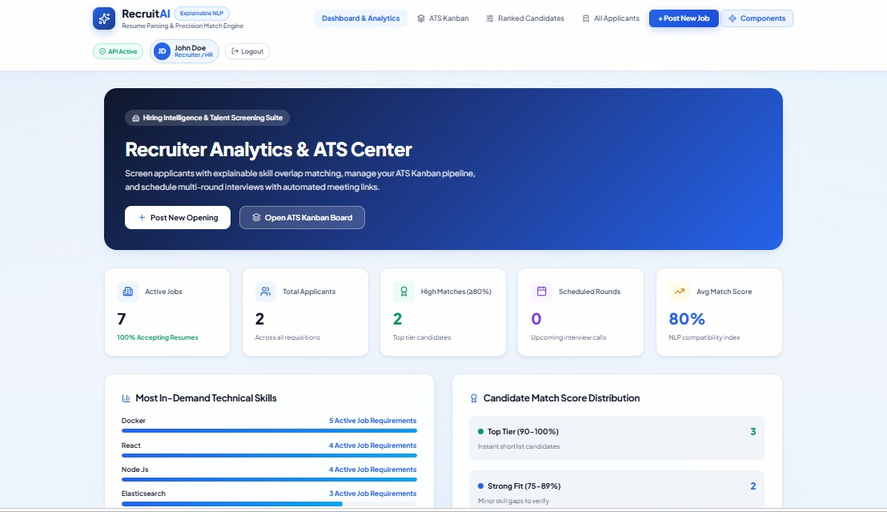 RecruitAI Explainable NLP
Resume Parsing & Precision Match Engine
Dashboard & Analytics
ATS Kanban
Ranked Candidates
All Applicants
+ Post New Job
Components
API Active
JD
John Doe
Recruiter / HR
Logout
Hiring Intelligence & Talent Screening Suite
Recruiter Analytics & ATS Center
Screen applicants with explainable skill overlap matching, manage your ATS Kanban pipeline,
and schedule multi-round interviews with automated meeting links.
+ Post New Opening
Open ATS Kanban Board
Active Jobs
7
100% Accepting Resumes
Total Applicants
2
Across all requisitions
High Matches (≥80%)
2
Top tier candidates
Scheduled Rounds
0
Upcoming interview calls
Avg Match Score
80%
NLP compatibility index
Most In-Demand Technical Skills
Docker 5 Active Job Requirements
React 4 Active Job Requirements
Node.Js 4 Active Job Requirements
Elasticsearch 3 Active Job Requirements
Candidate Match Score Distribution
Top Tier (90-100%) 3
Instant shortlist candidates
Strong Fit (75-89%) 2
Minor skill gaps to verify